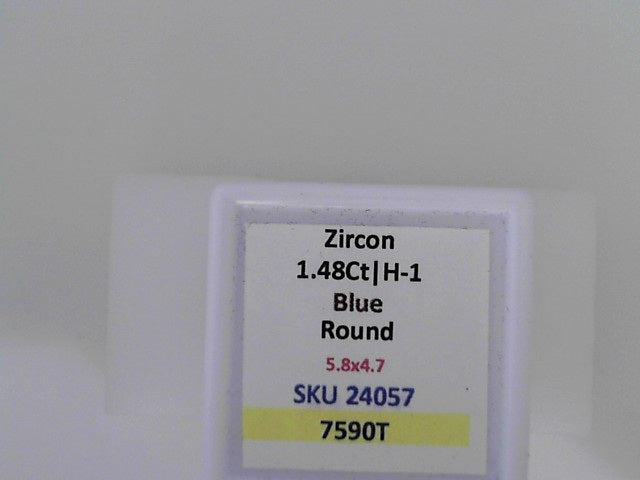 Zircon
1.48Ct|H-1
Blue
Round
5.8x4.7
SKU 24057
7590T